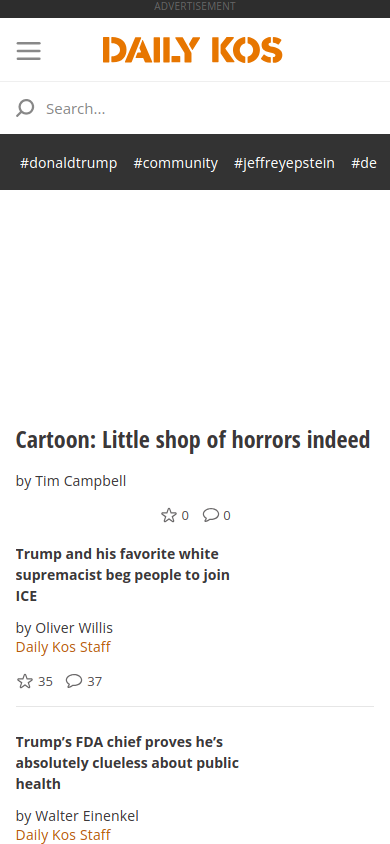 ADVERTISEMENT
DAILY KOS
Search...
#donaldtrump #community #jeffreyepstein #de
Cartoon: Little shop of horrors indeed
by Tim Campbell
0 0
Trump and his favorite white
supremacist beg people to join
ICE
by Oliver Willis
Daily Kos Staff
35 37
Trump’s FDA chief proves he’s
absolutely clueless about public
health
by Walter Einenkel
Daily Kos Staff